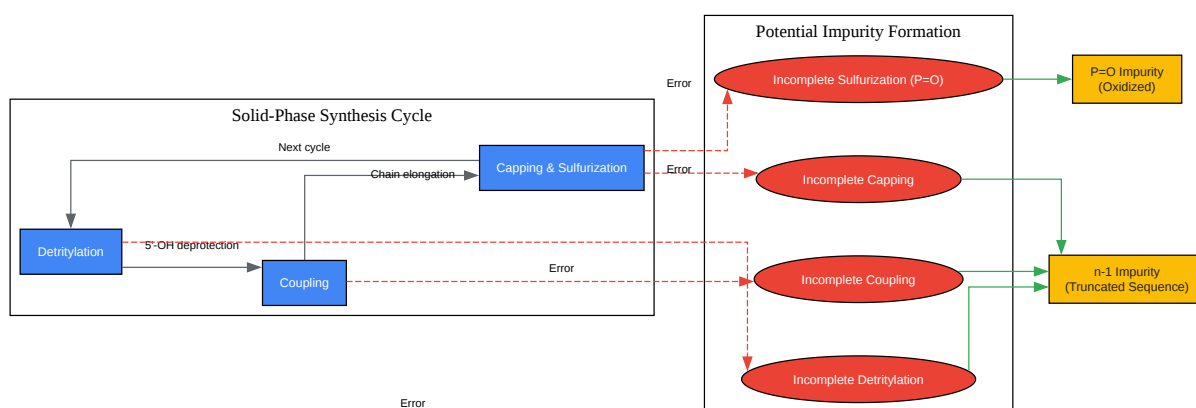 Potential Impurity Formation
Error
Incomplete Sulfurization (P=O)
P=O Impurity
(Oxidized)
Solid-Phase Synthesis Cycle
Next cycle
Capping & Sulfurization
Error
Chain elongation
Incomplete Capping
Detritylation
5'-OH deprotection
Coupling
Error
Incomplete Coupling
n-1 Impurity
(Truncated Sequence)
Incomplete Detritylation
Error